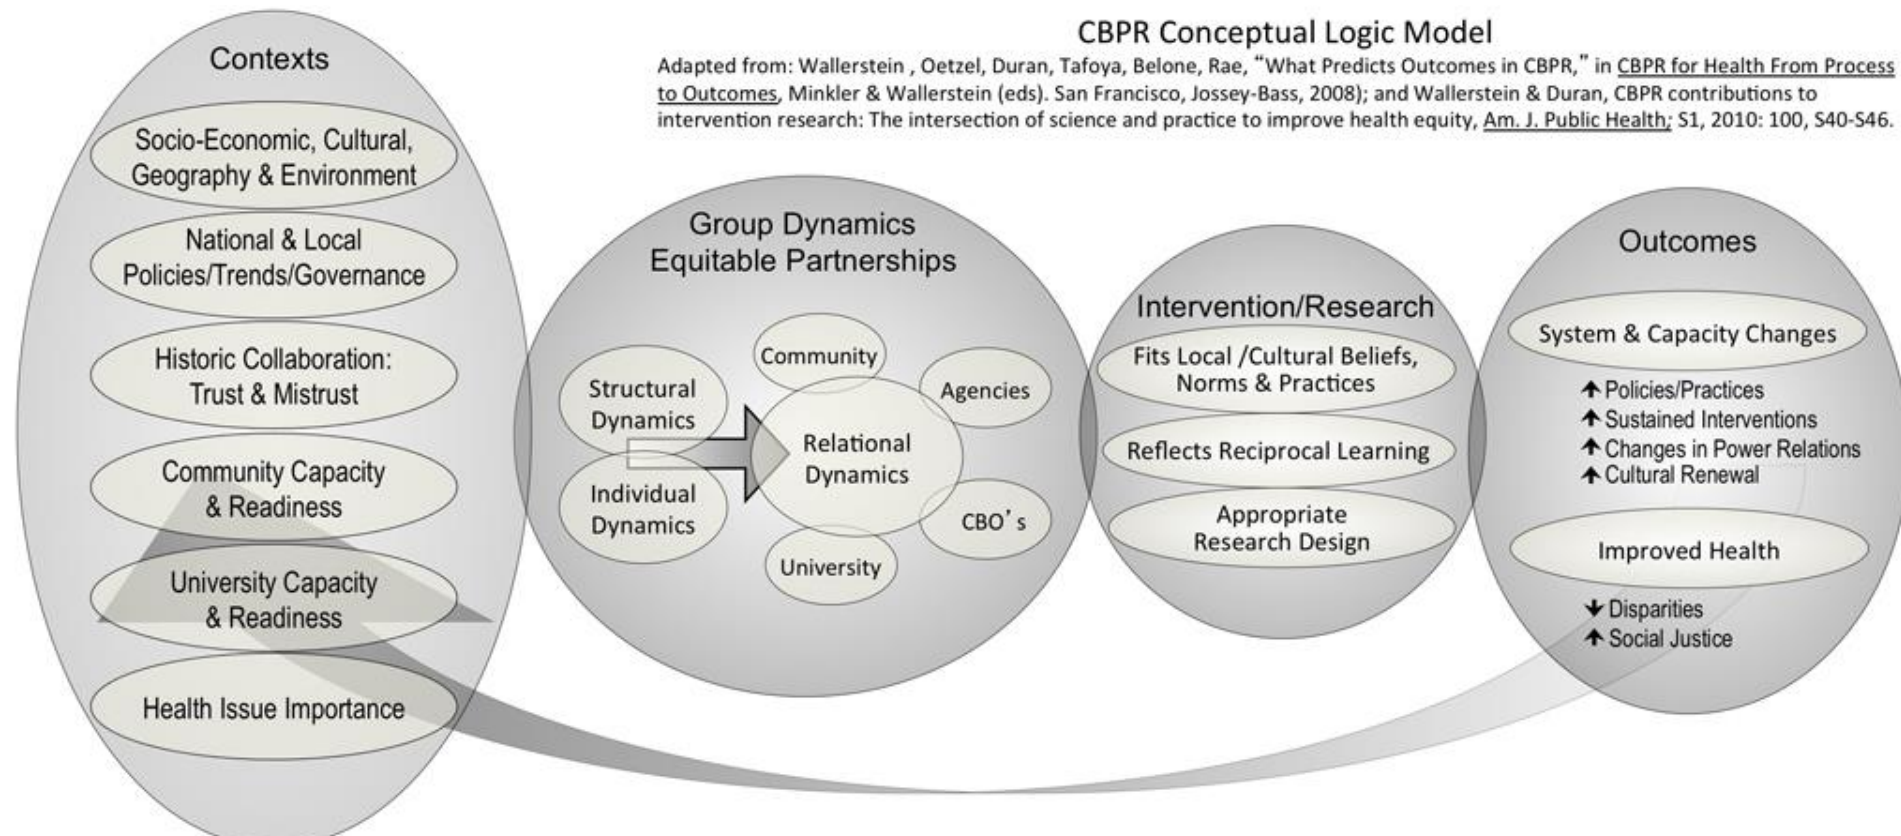 CBPR Conceptual Logic Model
Adapted from: Wallerstein , Oetzel, Duran, Tafoya, Belone, Rae, “What Predicts Outcomes in CBPR,” in CBPR for Health From Process
to Outcomes, Minkler & Wallerstein (eds). San Francisco, Jossey-Bass, 2008); and Wallerstein & Duran, CBPR contributions to
intervention research: The intersection of science and practice to improve health equity, Am. J. Public Health; S1, 2010: 100, S40-S46.
Contexts
Socio-Economic, Cultural,
Geography & Environment
National & Local
Policies/Trends/Governance
Historic Collaboration:
Trust & Mistrust
Community Capacity
& Readiness
University Capacity
& Readiness
Health Issue Importance
Group Dynamics
Equitable Partnerships
Structural
Dynamics
Individual
Dynamics
Community
Agencies
Relational
Dynamics
CBO’s
University
Intervention/Research
Fits Local /Cultural Beliefs,
Norms & Practices
Reflects Reciprocal Learning
Appropriate
Research Design
Outcomes
System & Capacity Changes
↑ Policies/Practices
↑ Sustained Interventions
↑ Changes in Power Relations
↑ Cultural Renewal
Improved Health
↓ Disparities
↑ Social Justice